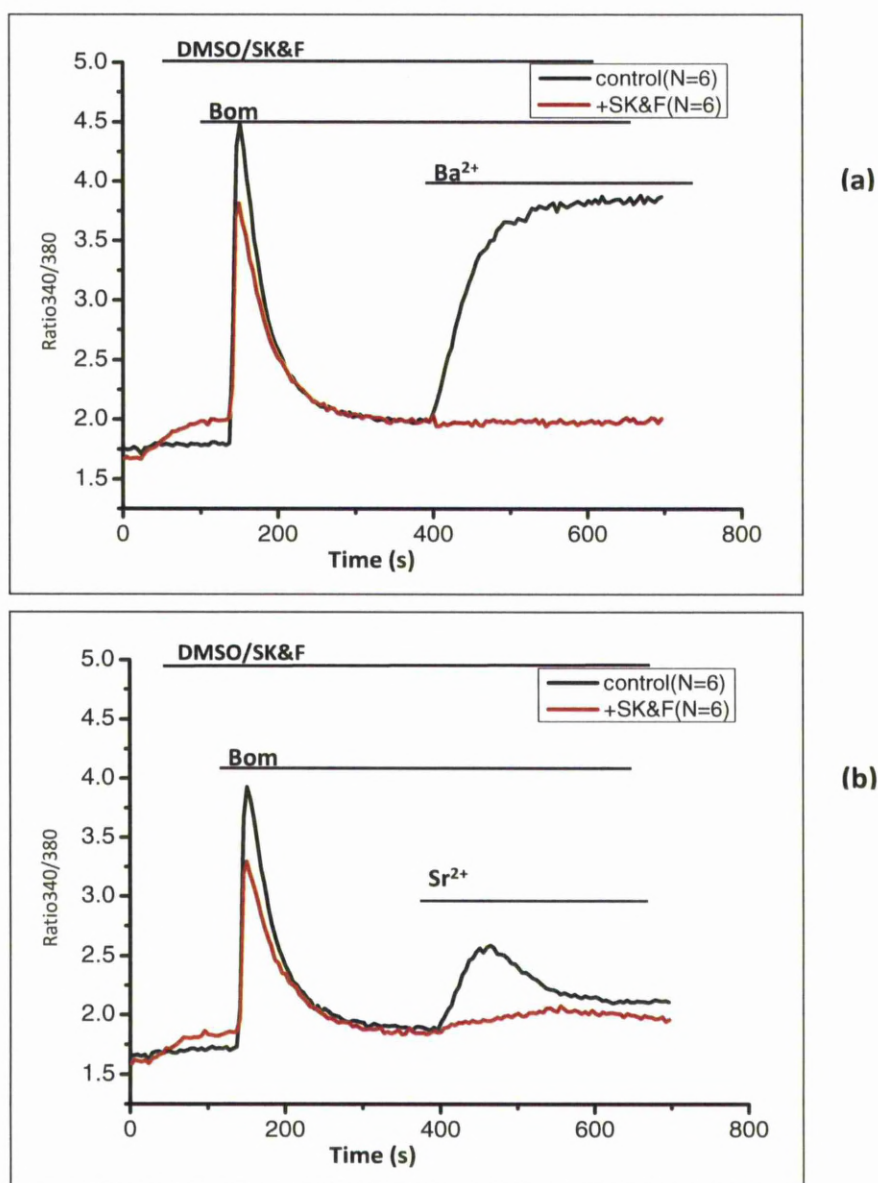 DMSO/SK&F
5.0
control(N=6)
+SK&F(N=6)
4.5
Bom
4.0
Ba²⁺
(a)
3.5
3.0
2.5
2.0
1.5
Ratio340/380
0
200
400
600
800
Time (s)
DMSO/SK&F
5.0
control(N=6)
+SK&F(N=6)
4.5
4.0
Bom
(b)
3.5
3.0
Sr²⁺
2.5
2.0
1.5
Ratio340/380
0
200
400
600
800
Time (s)